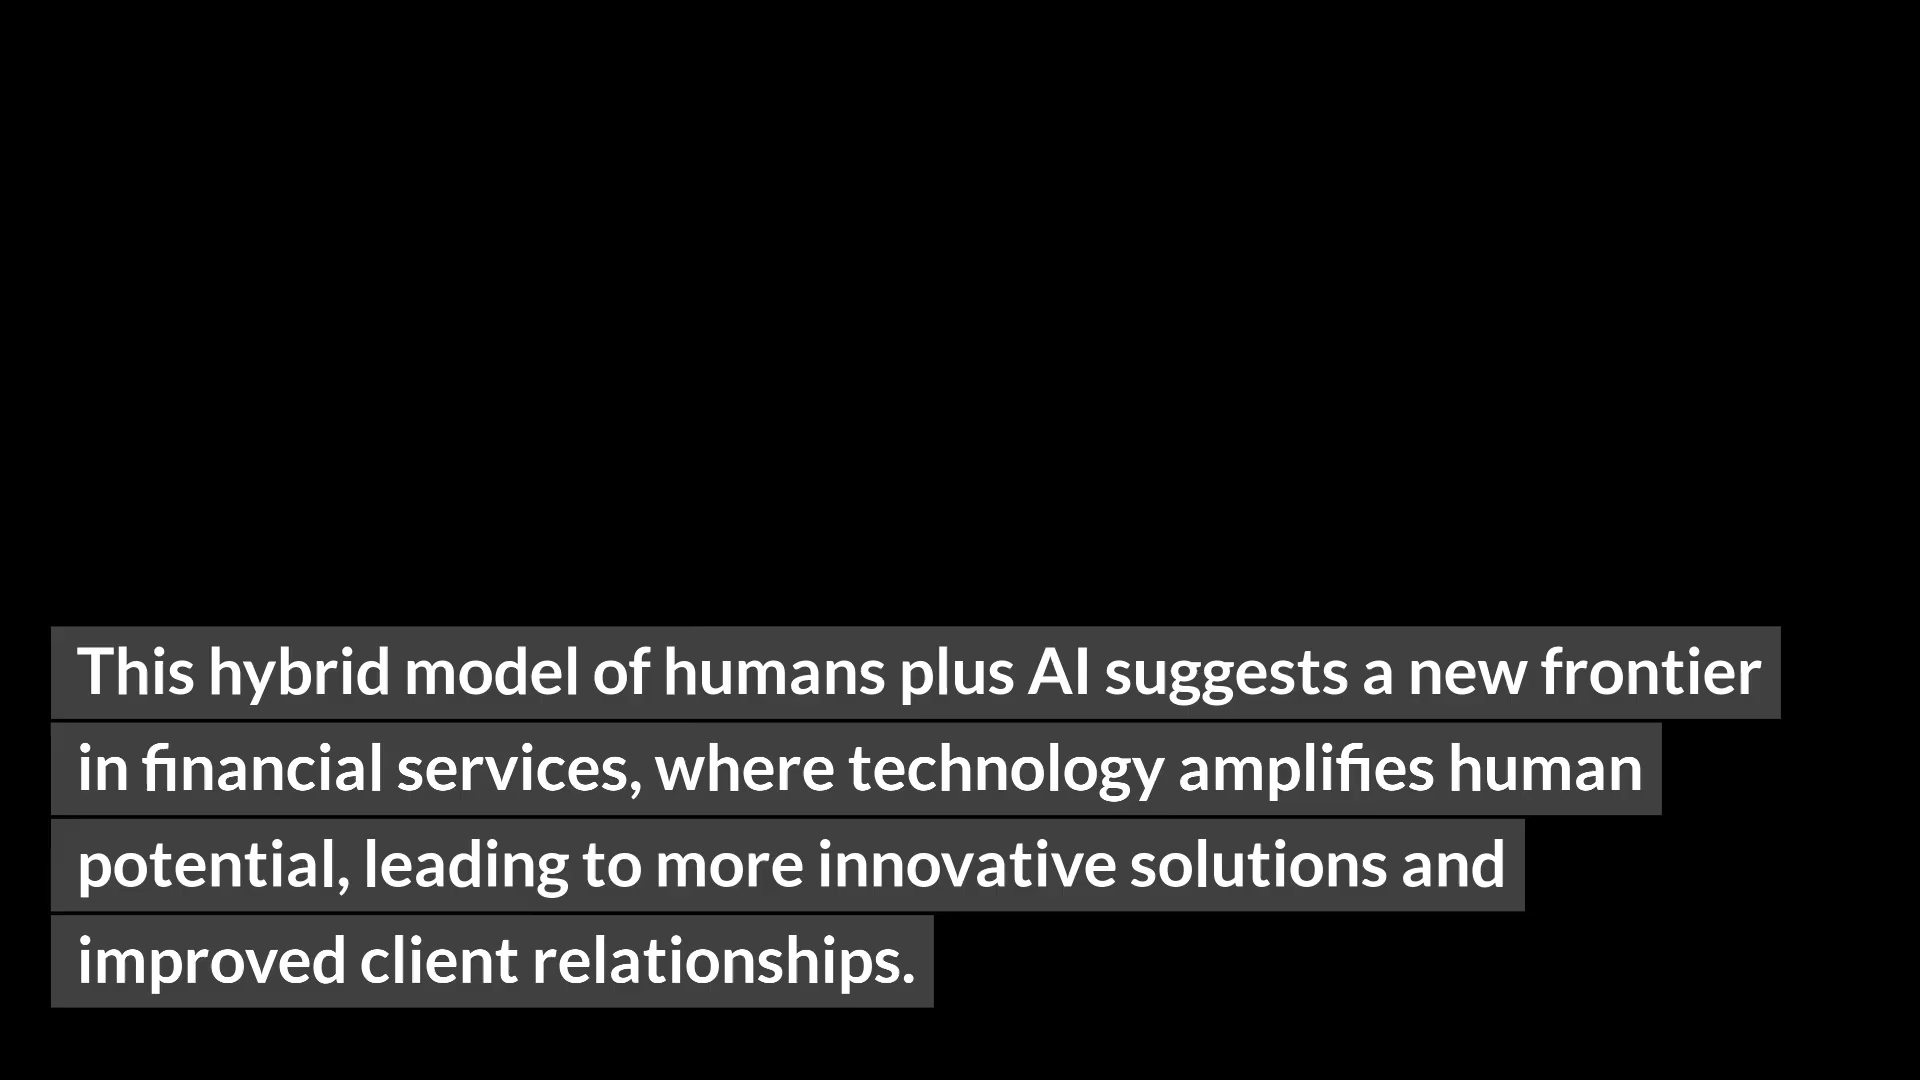 This hybrid model of humans plus AI suggests a new frontier
in financial services, where technology amplifies human
potential, leading to more innovative solutions and
improved client relationships.